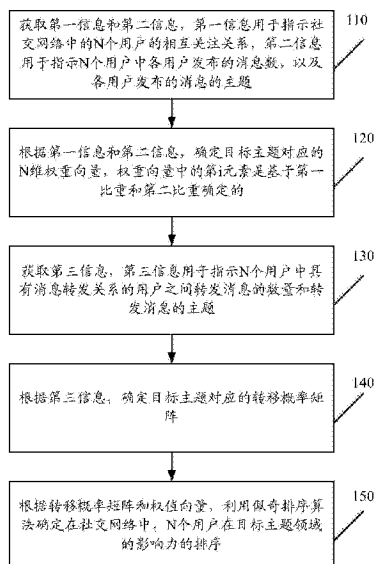 获取第一信息和第二信息，第一信息用于指示社
交网络中的N个用户的相互关注关系，第二信息
用于指示N个用户中各用户发布的消息数，以及
各用户发布的消息的主题
110
根据第一信息和第二信息，确定目标主题对应的
N维权重向量，权重向量中的第i元素是基于第一
比重和第二比重确定的
120
获取第三信息，第三信息用于指示N个用户中具
有消息转发关系的用户之间转发消息的数量和转
发消息的主题
130
根据第三信息，确定目标主题对应的转移概率矩
阵
140
根据转移概率矩阵和权值向量，利用佩奇排序算
法确定在社交网络中，N个用户在目标主题领域
的影响力的排序
150